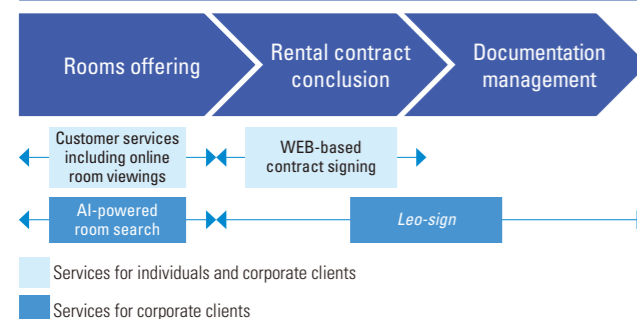 Rooms offering
Rental contract
conclusion
Documentation
management
Customer services
including online
room viewings
WEB-based
contract signing
AI-powered
room search
Leo-sign
Services for individuals and corporate clients
Services for corporate clients